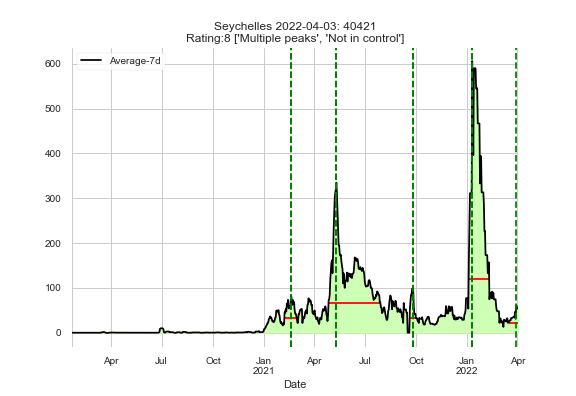 Seychelles 2022-04-03: 40421
Rating:8 ['Multiple peaks', 'Not in control']
Average-7d
600
500
400
300
200
100
0
Apr Jul Oct Jan Apr Jul Oct Jan Apr
2021 2022
Date